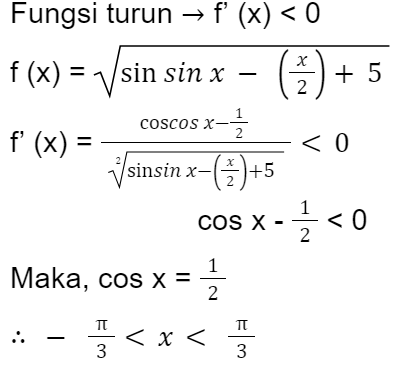 Fungsi turun → f’ (x) < 0
f (x) = √(sin sin x − (x/2) + 5)
f’ (x) = (coscos x−1/2)/(2√(sinsin x−(x/2)+5)) < 0
cos x - 1/2 < 0
Maka, cos x = 1/2
∴ − π/3 < x < π/3